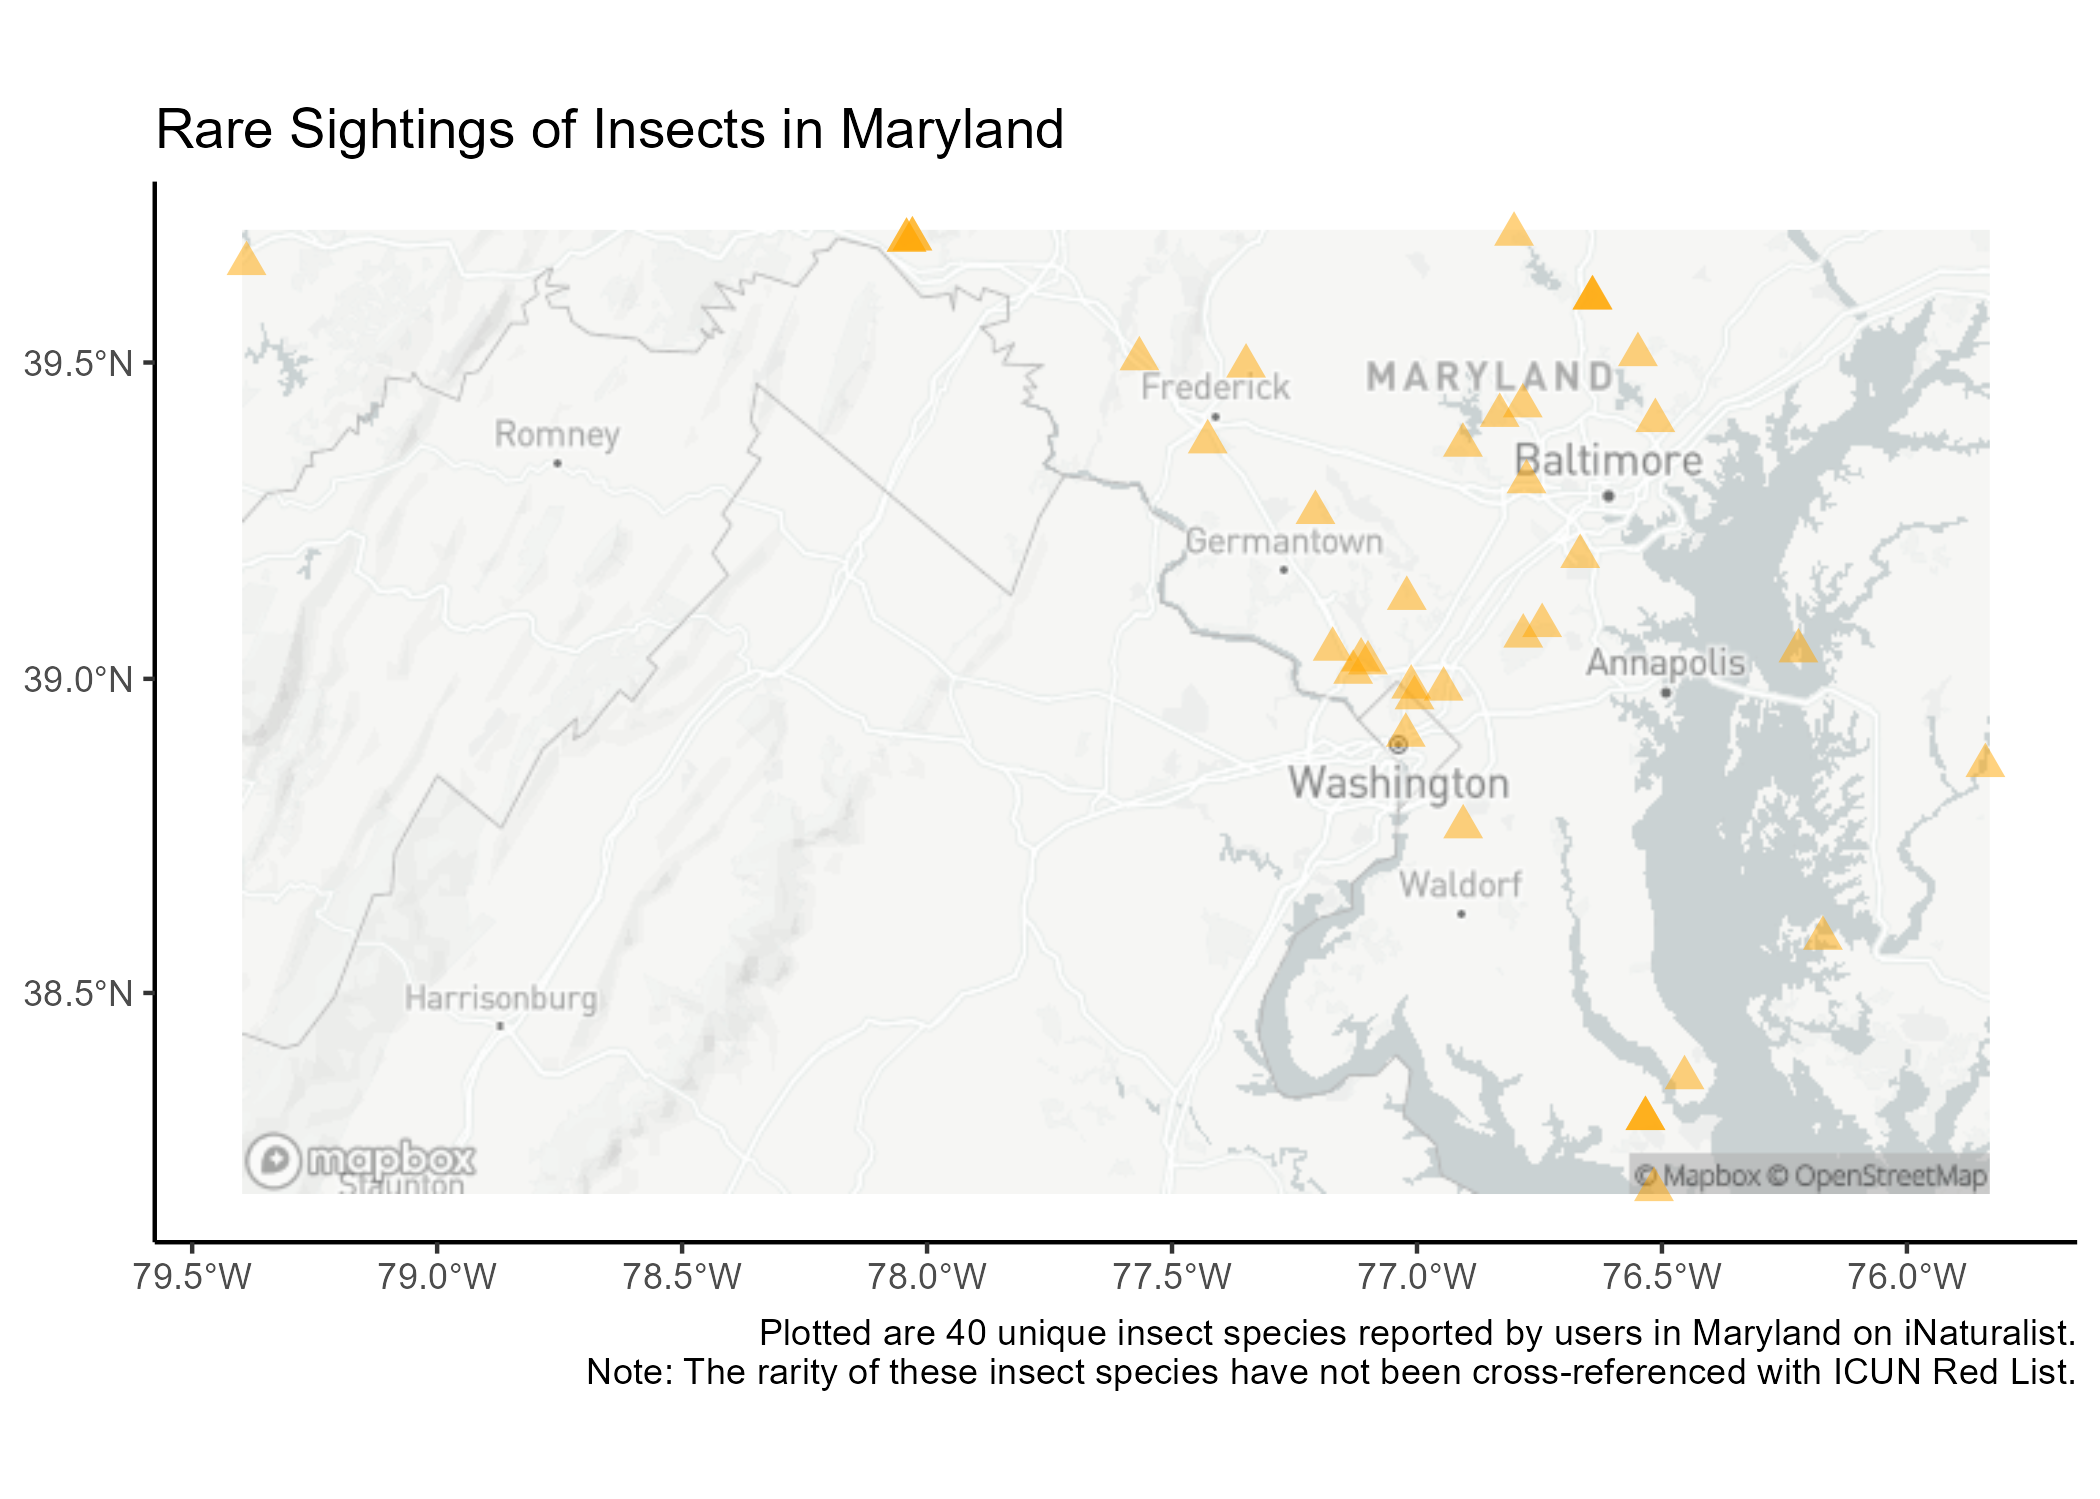 Rare Sightings of Insects in Maryland
39.5°N
39.0°N
38.5°N
MARYLAND
Frederick
Romney
Baltimore
Germantown
Annapolis
Washington
Waldorf
Harrisonburg
mapbox
Staunton
© Mapbox © OpenStreetMap
79.5°W 79.0°W 78.5°W 78.0°W 77.5°W 77.0°W 76.5°W 76.0°W
Plotted are 40 unique insect species reported by users in Maryland on iNaturalist.
Note: The rarity of these insect species have not been cross-referenced with ICUN Red List.